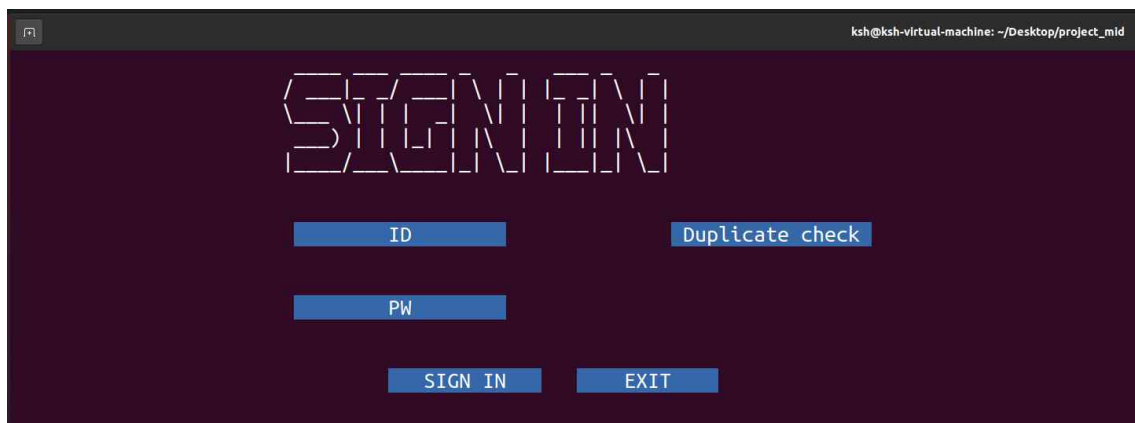 ksh@ksh-virtual-machine: ~/Desktop/project_mid
SIGN IN
ID Duplicate check
PW
SIGN IN EXIT